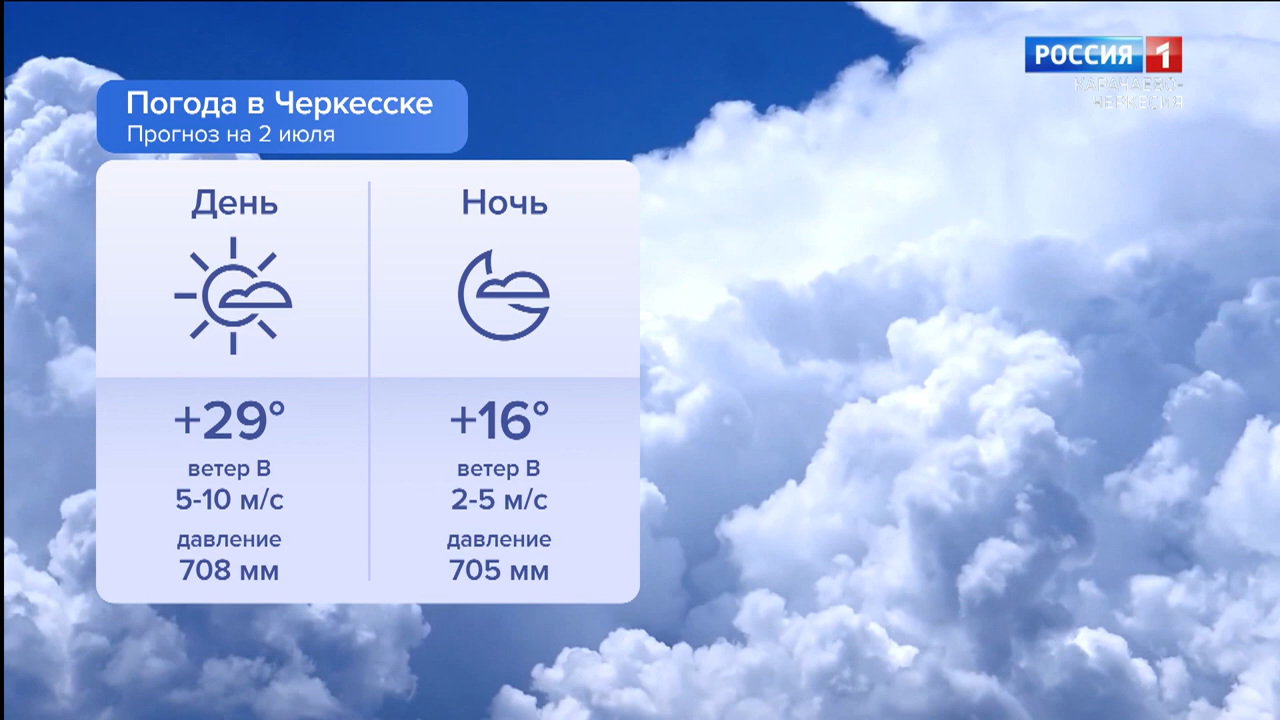 РОССИЯ 1
КАРАЧАЕВО-
ЧЕРКЕСИЯ
Погода в Черкесске
Прогноз на 2 июля
День
Ночь
+29°
+16°
ветер В
ветер В
5-10 м/с
2-5 м/с
давление
давление
708 мм
705 мм